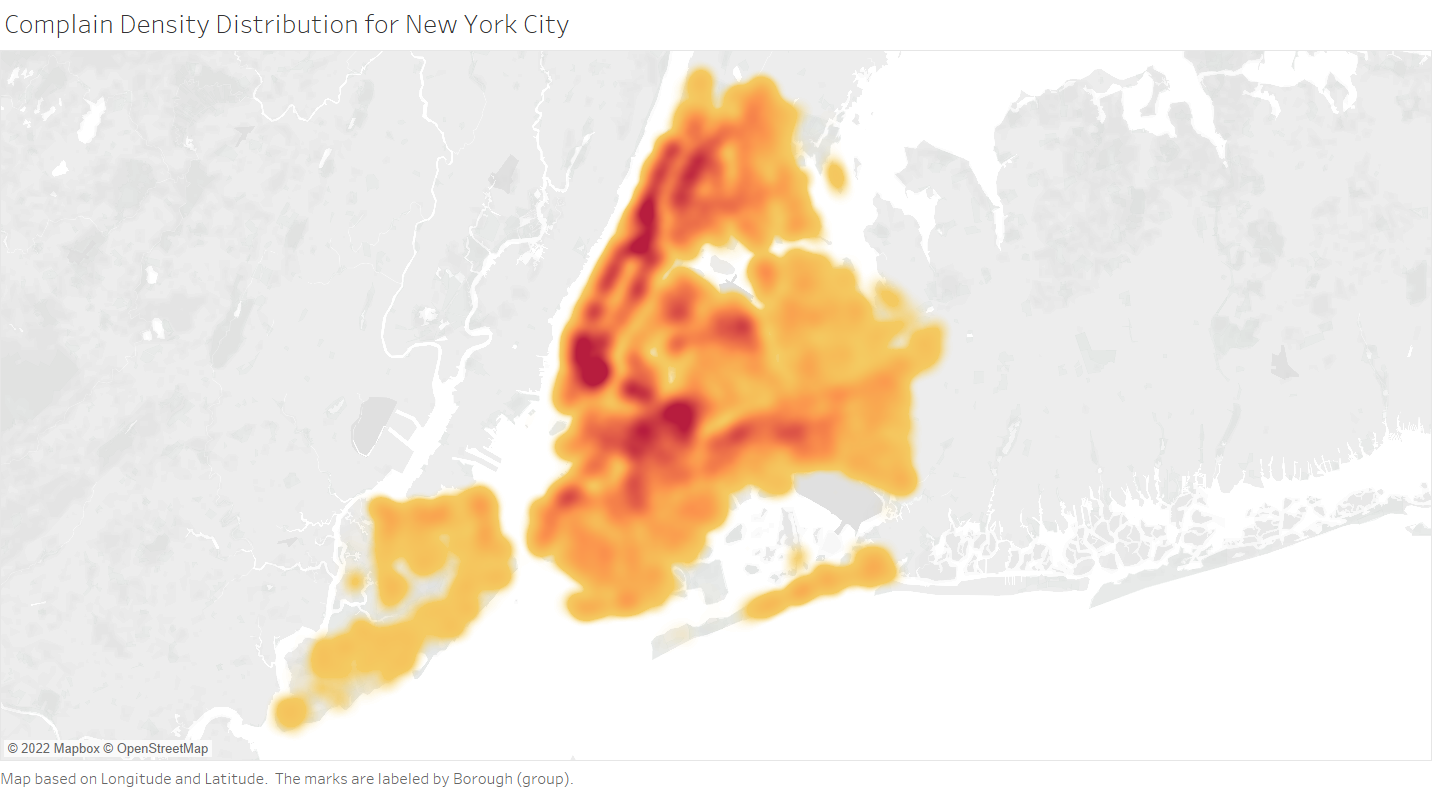 Complain Density Distribution for New York City
© 2022 Mapbox © OpenStreetMap
Map based on Longitude and Latitude.  The marks are labeled by Borough (group).